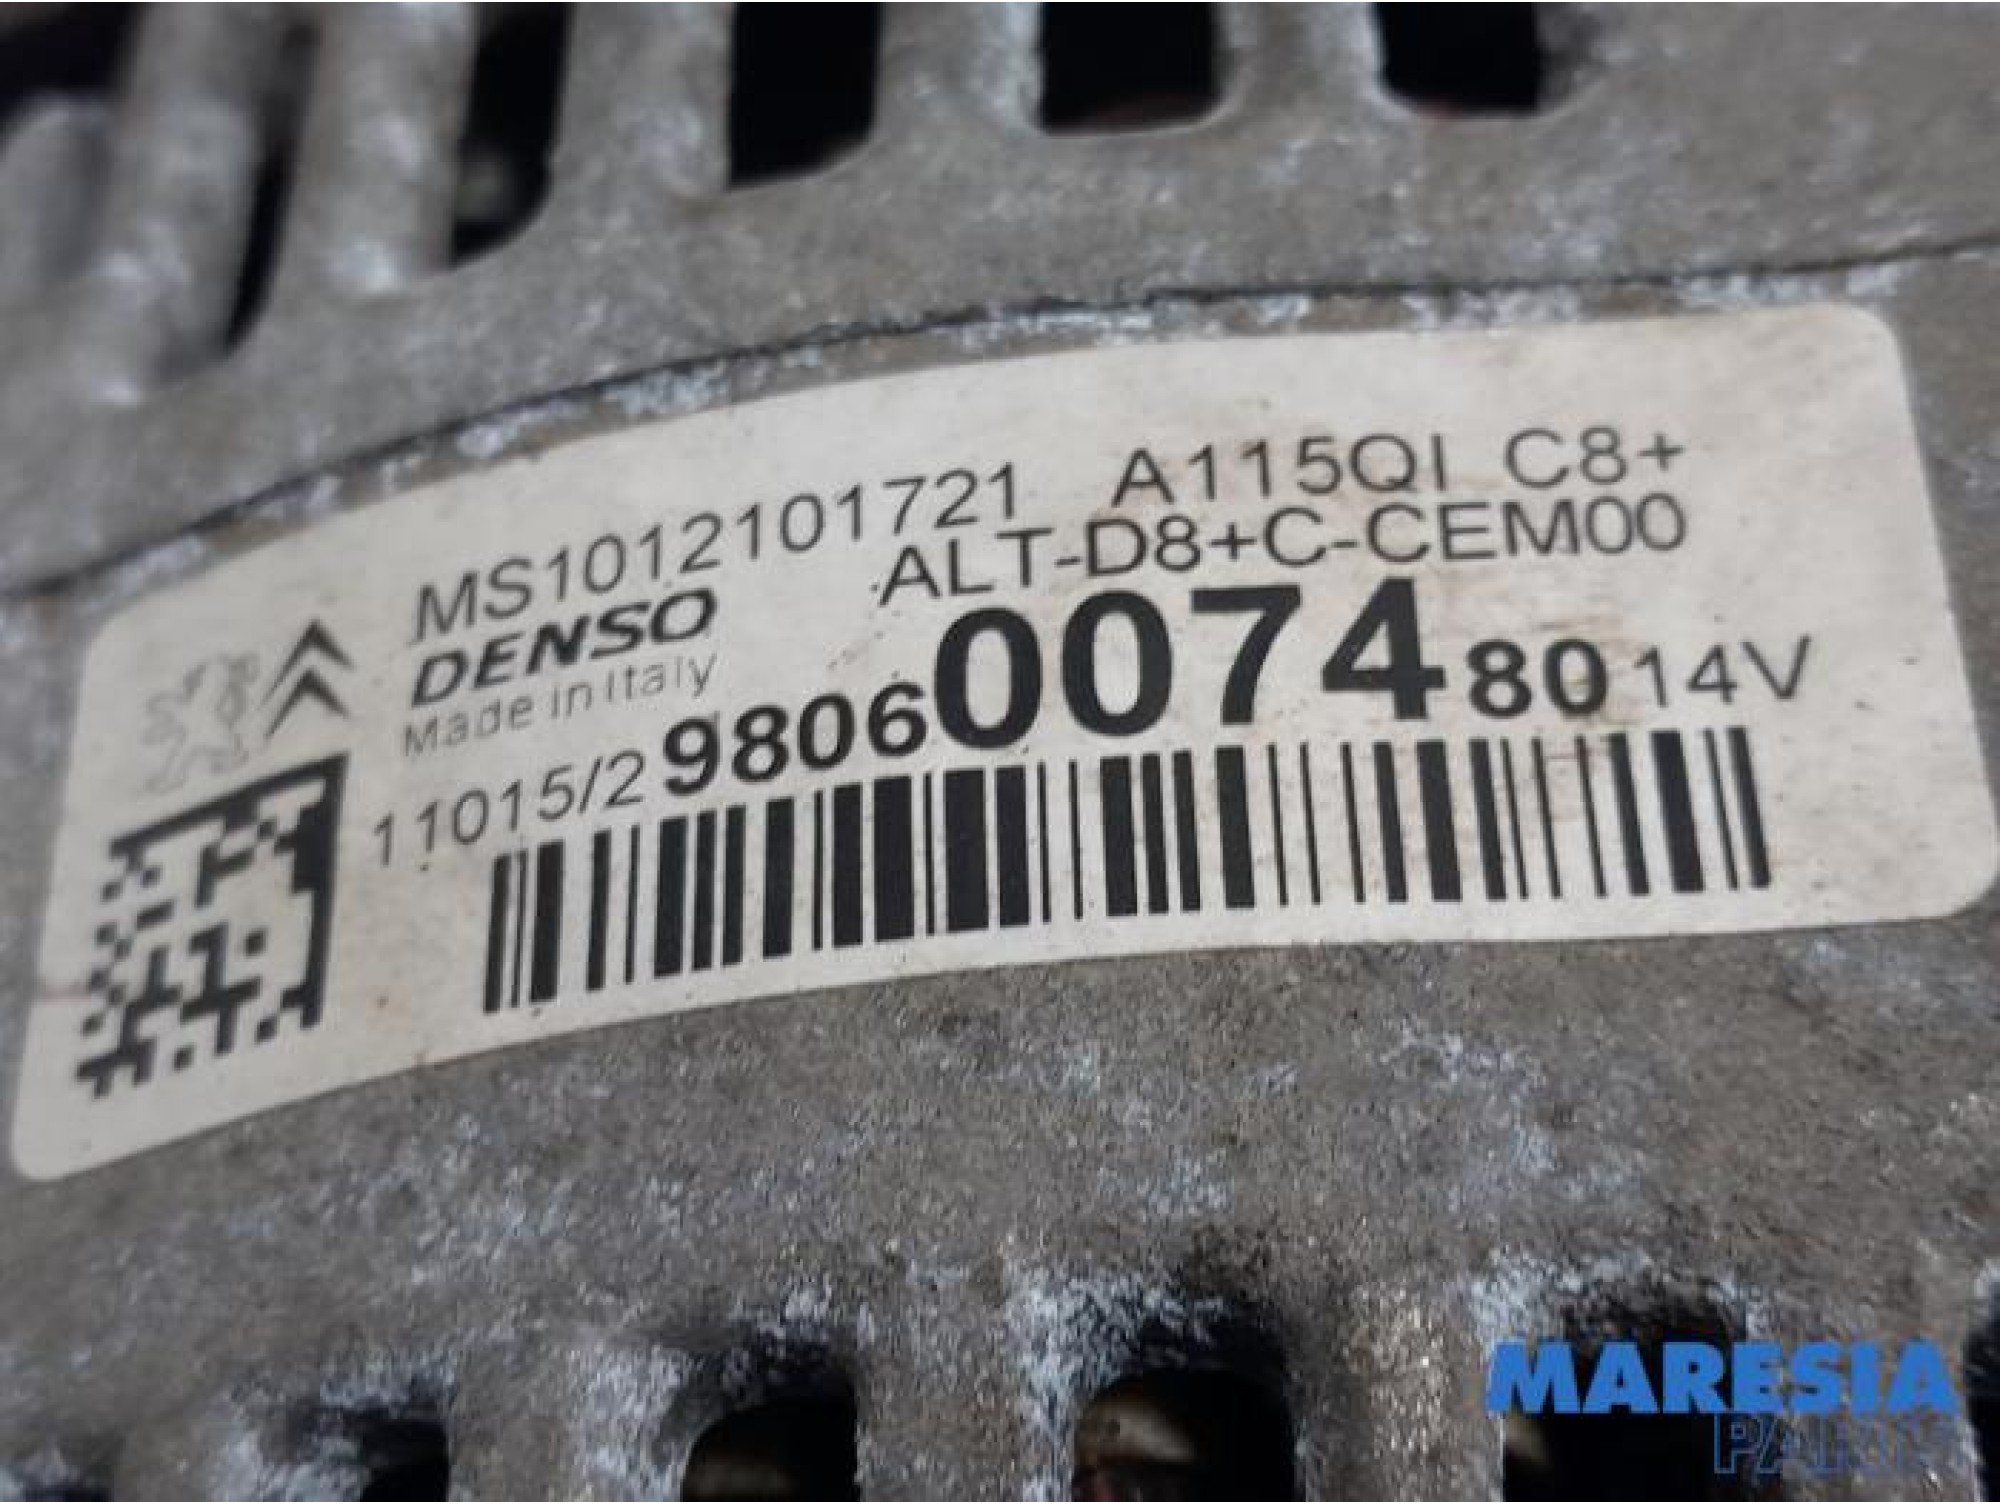 MS1012101721 A115QI C8+
DENSO ALT-D8+C-CEM00
Made in Italy
11015/2 9806007480 14V
MARESIA
PARTS